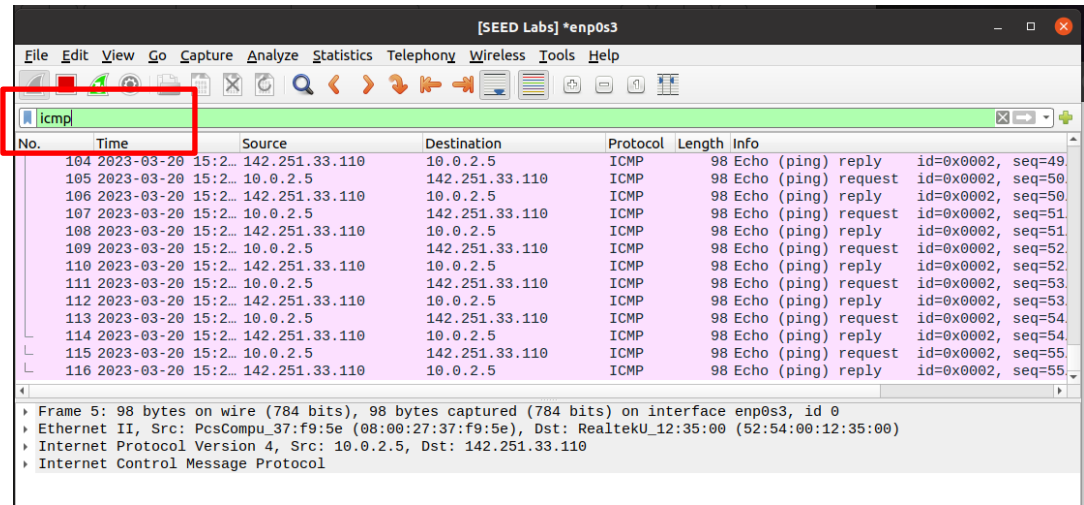 [SEED Labs] *enp0s3
File Edit View Go Capture Analyze Statistics Telephony Wireless Tools Help
icmp
No. Time Source Destination Protocol Length Info
104 2023-03-20 15:2… 142.251.33.110 10.0.2.5 ICMP 98 Echo (ping) reply id=0x0002, seq=49
105 2023-03-20 15:2… 10.0.2.5 142.251.33.110 ICMP 98 Echo (ping) request id=0x0002, seq=50
106 2023-03-20 15:2… 142.251.33.110 10.0.2.5 ICMP 98 Echo (ping) reply id=0x0002, seq=50
107 2023-03-20 15:2… 10.0.2.5 142.251.33.110 ICMP 98 Echo (ping) request id=0x0002, seq=51
108 2023-03-20 15:2… 142.251.33.110 10.0.2.5 ICMP 98 Echo (ping) reply id=0x0002, seq=51
109 2023-03-20 15:2… 10.0.2.5 142.251.33.110 ICMP 98 Echo (ping) request id=0x0002, seq=52
110 2023-03-20 15:2… 142.251.33.110 10.0.2.5 ICMP 98 Echo (ping) reply id=0x0002, seq=52
111 2023-03-20 15:2… 10.0.2.5 142.251.33.110 ICMP 98 Echo (ping) request id=0x0002, seq=53
112 2023-03-20 15:2… 142.251.33.110 10.0.2.5 ICMP 98 Echo (ping) reply id=0x0002, seq=53
113 2023-03-20 15:2… 10.0.2.5 142.251.33.110 ICMP 98 Echo (ping) request id=0x0002, seq=54
114 2023-03-20 15:2… 142.251.33.110 10.0.2.5 ICMP 98 Echo (ping) reply id=0x0002, seq=54
115 2023-03-20 15:2… 10.0.2.5 142.251.33.110 ICMP 98 Echo (ping) request id=0x0002, seq=55
116 2023-03-20 15:2… 142.251.33.110 10.0.2.5 ICMP 98 Echo (ping) reply id=0x0002, seq=55
Frame 5: 98 bytes on wire (784 bits), 98 bytes captured (784 bits) on interface enp0s3, id 0
Ethernet II, Src: PcsCompu_37:f9:5e (08:00:27:37:f9:5e), Dst: RealtekU_12:35:00 (52:54:00:12:35:00)
Internet Protocol Version 4, Src: 10.0.2.5, Dst: 142.251.33.110
Internet Control Message Protocol